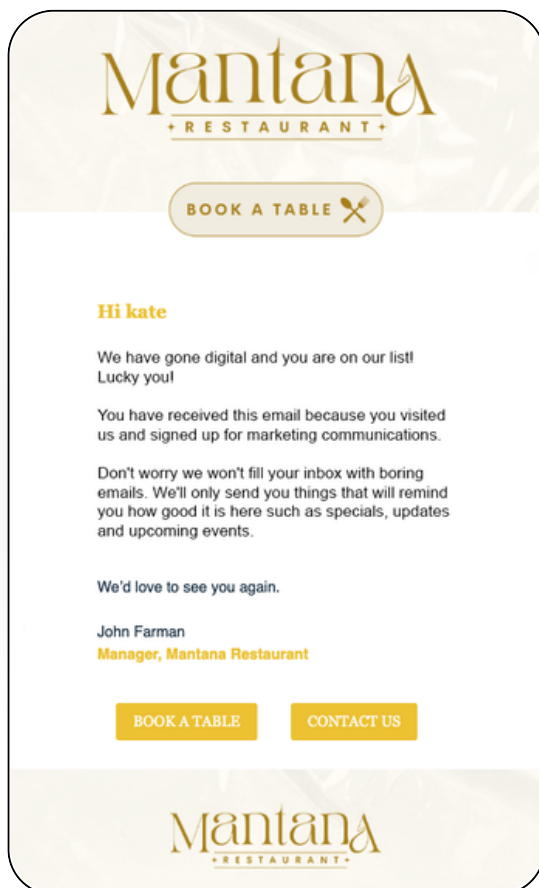 Mantana
RESTAURANT
BOOK A TABLE
Hi kate
We have gone digital and you are on our list!
Lucky you!
You have received this email because you visited
us and signed up for marketing communications.
Don't worry we won't fill your inbox with boring
emails. We'll only send you things that will remind
you how good it is here such as specials, updates
and upcoming events.
We'd love to see you again.
John Farman
Manager, Mantana Restaurant
BOOK A TABLE CONTACT US
Mantana
RESTAURANT